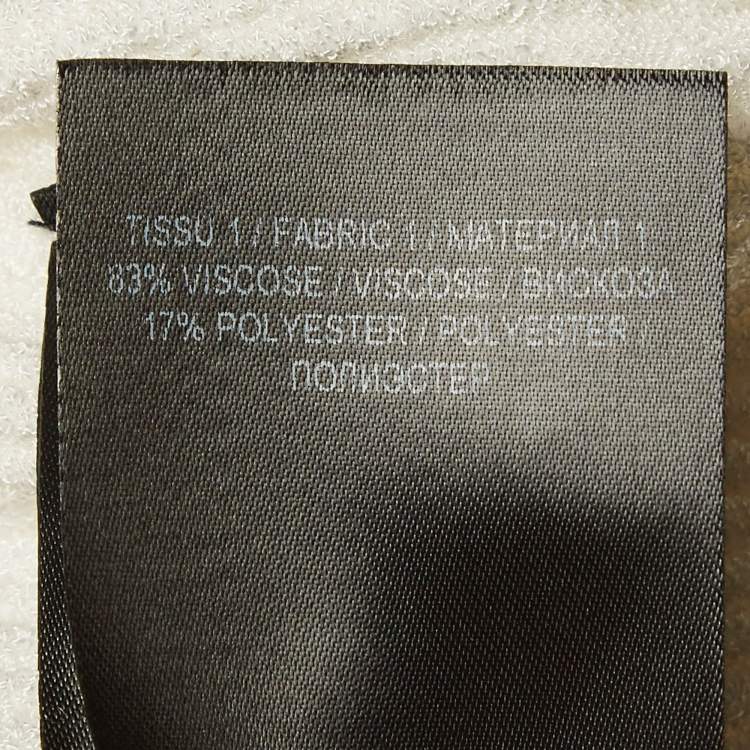 TISSU 1 / FABRIC 1 / МАТЕРИАЛ 1
83% VISCOSE / VISCOSE / ВИСКОЗА
17% POLYESTER / POLYESTER /
ПОЛИЭСТЕР